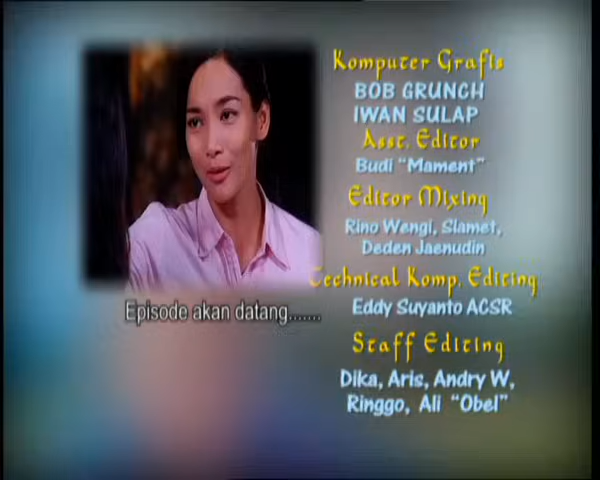 Komputer Grafis
BOB GRUNCH
IWAN SULAP
Asst. Editor
Budi "Mament"
Editor Mixing
Rino Wengi, Slamet,
Deden Jaenudin
Technical Komp. Editing
Eddy Suyanto ACSR
Episode akan datang.......
Staff Editing
Dika, Aris, Andry W,
Ringgo, Ali "Obel"